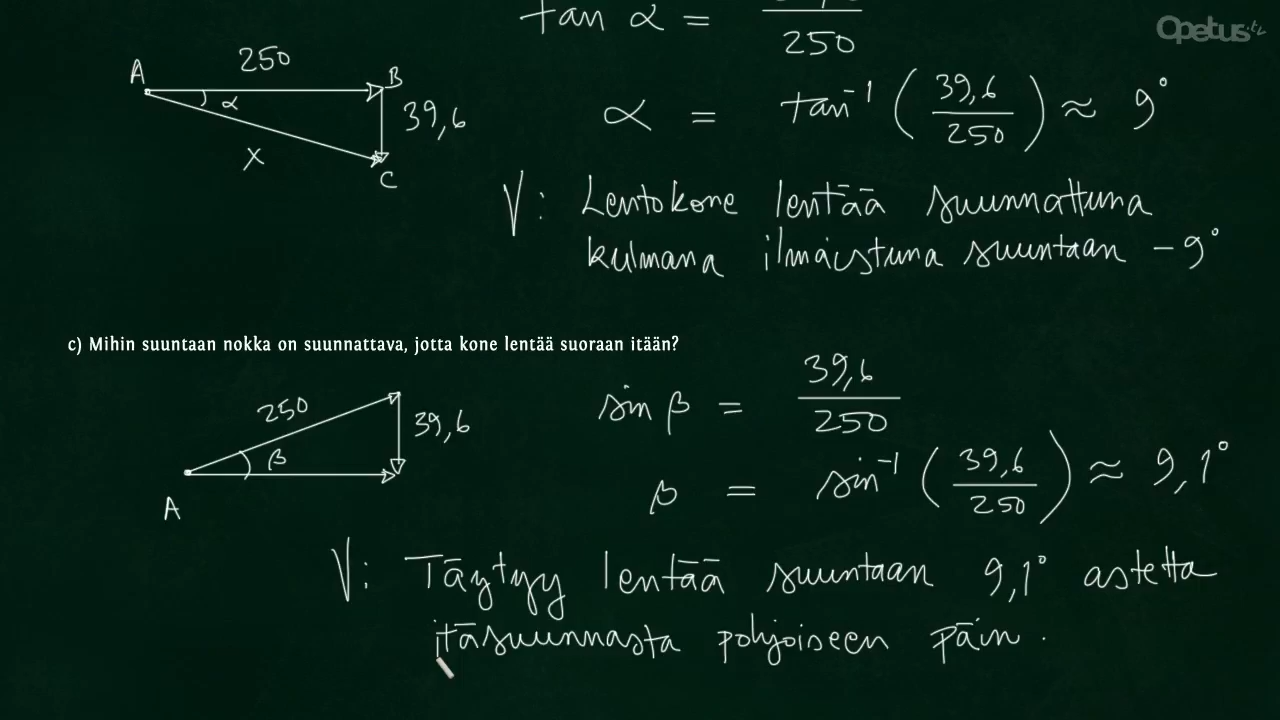 tan α =
250
Opetus.tv
A 250 B
α 39,6
x
C
α = tan⁻¹ ( 39,6 / 250 ) ≈ 9°
V: Lentokone lentää suunnattuna
kulmana ilmaistuna suuntaan -9°
c) Mihin suuntaan nokka on suunnattava, jotta kone lentää suoraan itään?
250
β 39,6
A
sin β = 39,6 / 250
β = sin⁻¹ ( 39,6 / 250 ) ≈ 9,1°
V: Täytyy lentää suuntaan 9,1° astetta
itäsuunnasta pohjoiseen päin.